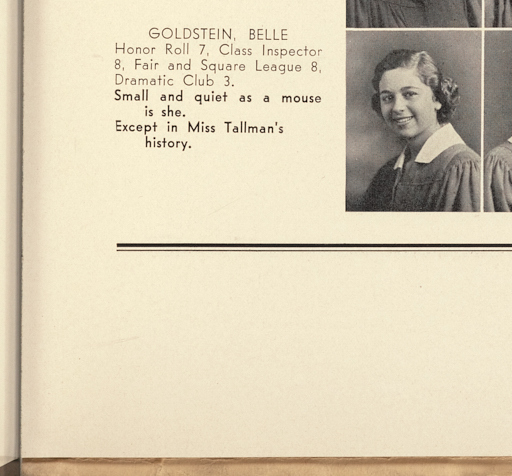 GOLDSTEIN, BELLE
Honor Roll 7, Class Inspector
8, Fair and Square League 8,
Dramatic Club 3.
Small and quiet as a mouse
is she.
Except in Miss Tallman's
history.